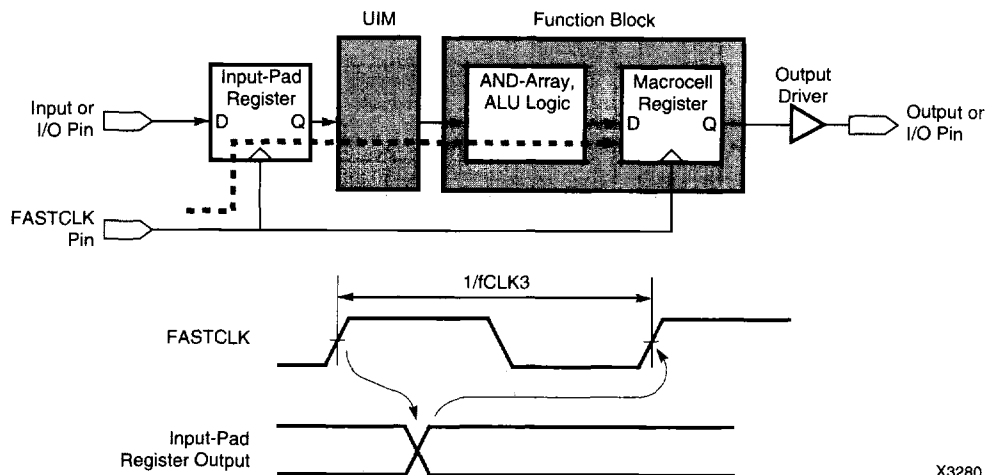 UIM
Function Block
Input-Pad
Register
D
Q
AND-Array,
ALU Logic
Macrocell
Register
D
Q
Output
Driver
Input or
I/O Pin
Output or
I/O Pin
FASTCLK
Pin
1/fCLK3
FASTCLK
Input-Pad
Register Output
X3280